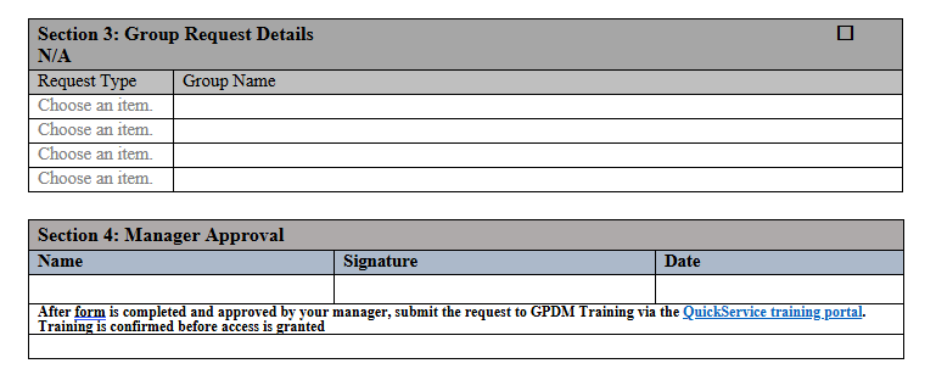 Section 3: Group Request Details ☐
N/A
Request Type Group Name
Choose an item.
Choose an item.
Choose an item.
Choose an item.
Section 4: Manager Approval
Name Signature Date
After form is completed and approved by your manager, submit the request to GPDM Training via the QuickService training portal.
Training is confirmed before access is granted